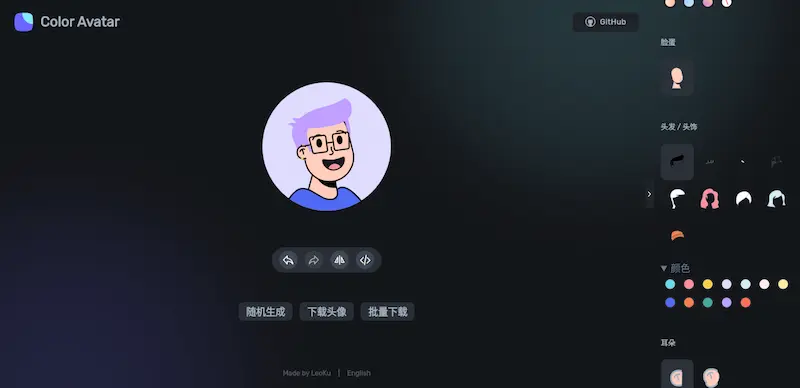 Color Avatar
GitHub
脸蛋
头发 / 头饰
颜色
耳朵
随机生成
下载头像
批量下载
Made by LeoKu | English